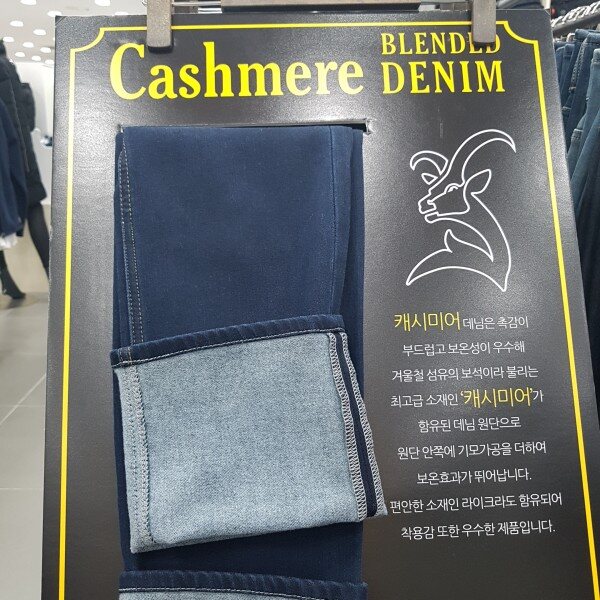 Cashmere BLENDED DENIM
캐시미어 데님은 촉감이
부드럽고 보온성이 우수해
겨울철 섬유의 보석이라 불리는
최고급 소재인 '캐시미어'가
함유된 데님 원단으로
원단 안쪽에 기모가공을 더하여
보온효과가 뛰어납니다.
편안한 소재인 라이크라도 함유되어
착용감 또한 우수한 제품입니다.